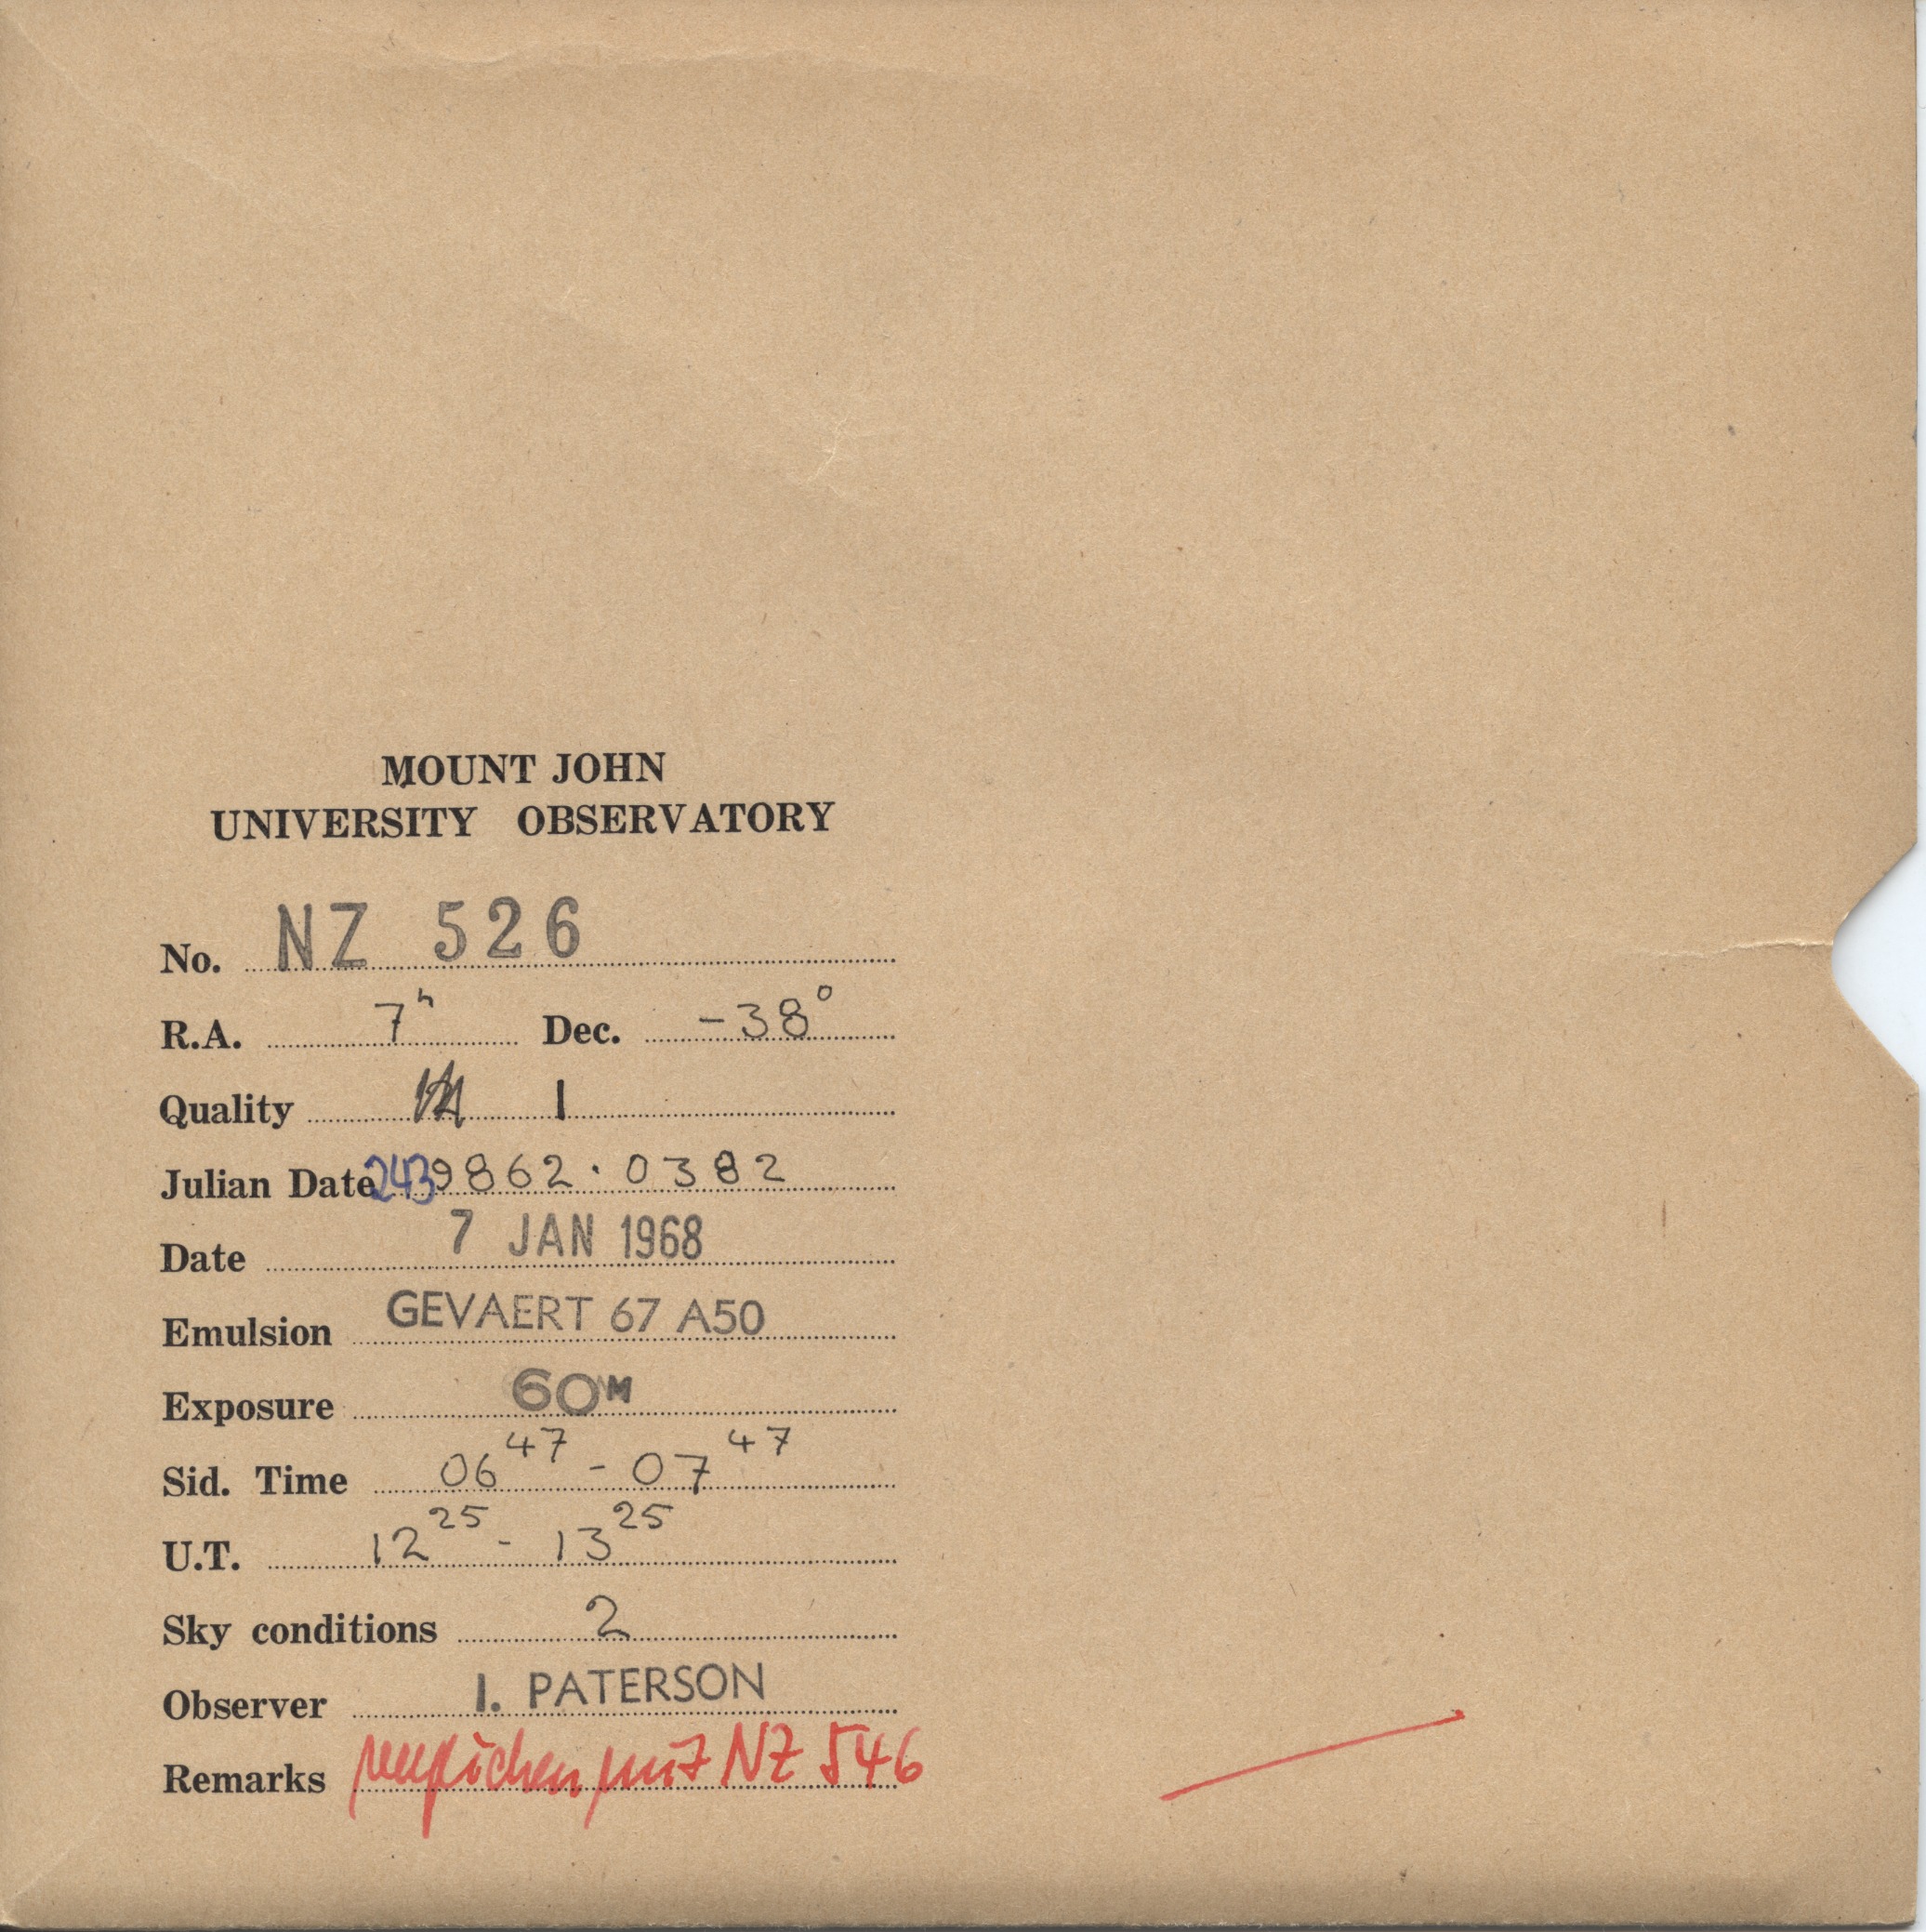 MOUNT JOHN
UNIVERSITY OBSERVATORY
No. NZ 526
R.A. 7h Dec. -38°
Quality 1
Julian Date 2439862.0382
Date 7 JAN 1968
Emulsion GEVAERT 67 A50
Exposure 60M
Sid. Time 06 47 - 07 47
U.T. 12 25 - 13 25
Sky conditions 2
Observer I. PATERSON
Remarks verglichen mit NZ 546